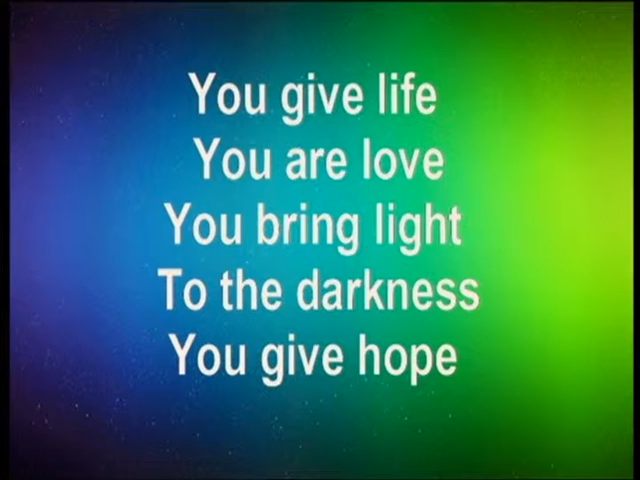 You give life
You are love
You bring light
To the darkness
You give hope